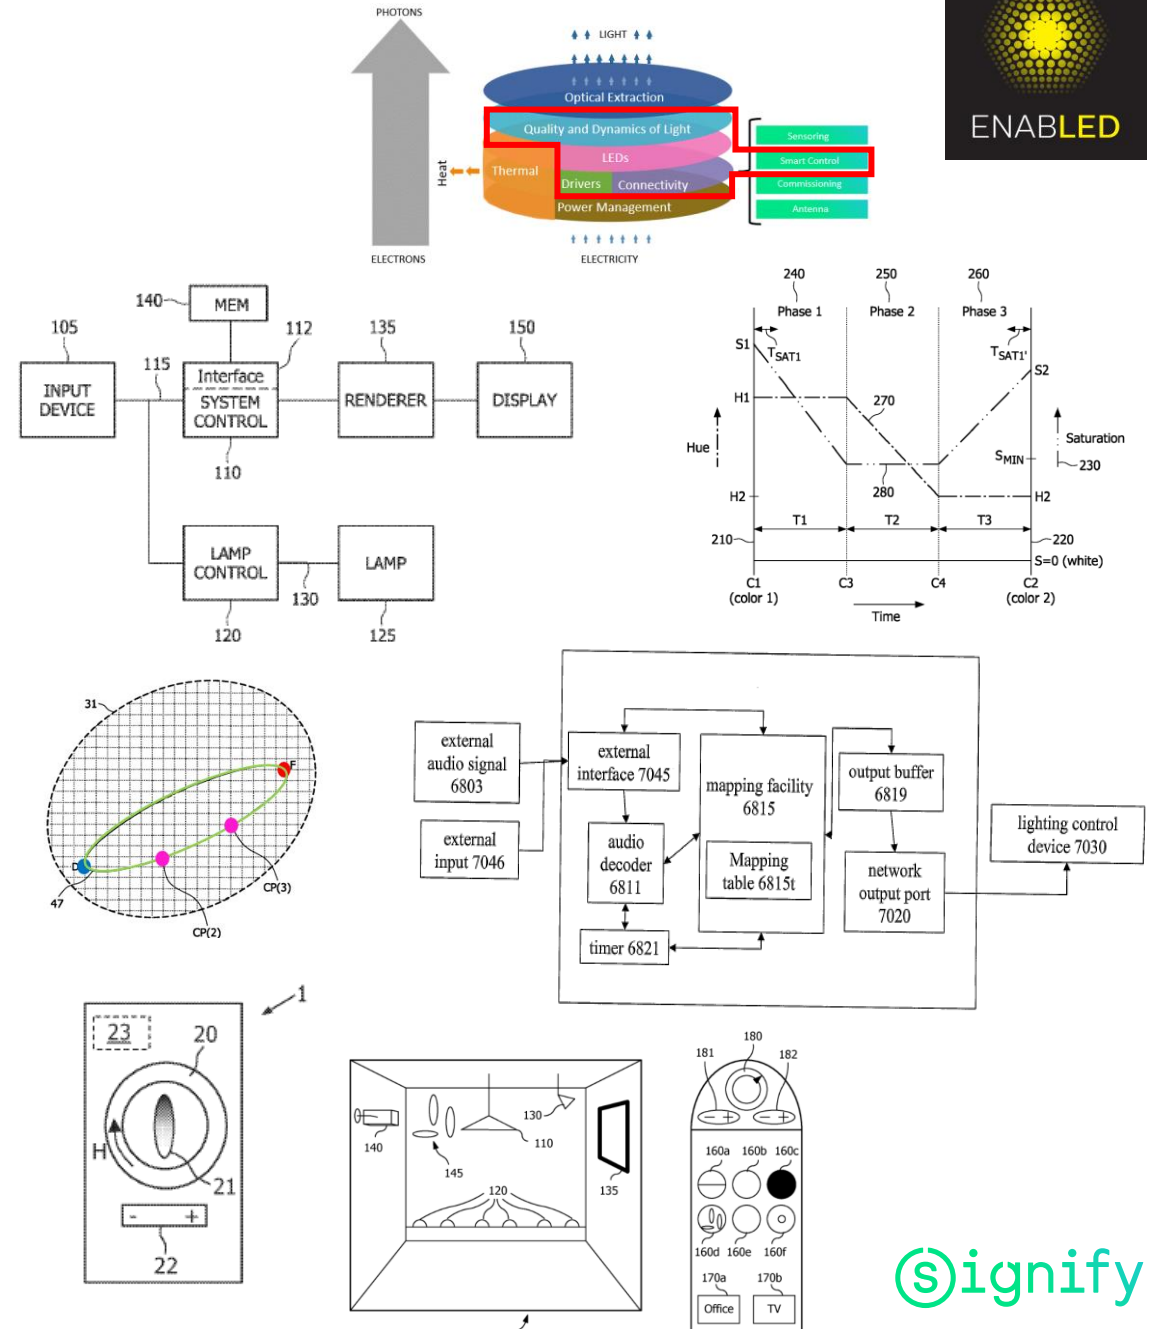 PHOTONS
LIGHT
Optical Extraction
Quality and Dynamics of Light
LEDs
Thermal
Heat
Drivers
Connectivity
Power Management
ELECTRONS
ELECTRICITY
Sensoring
Smart Control
Commissioning
Antenna
ENABLED
140
MEM
105
112
135
150
115
INPUT
DEVICE
Interface
SYSTEM
CONTROL
RENDERER
DISPLAY
110
LAMP
CONTROL
LAMP
130
120
125
240
250
260
Phase 1
Phase 2
Phase 3
S1
TSAT1
TSAT1'
S2
H1
270
Hue
Saturation
SMIN
230
280
H2
H2
T1
T2
T3
210
220
S=0 (white)
C1
(color 1)
C3
C4
C2
(color 2)
Time
31
F
D
47
CP(3)
CP(2)
external
audio signal
6803
external
input 7046
external
interface 7045
audio
decoder
6811
timer 6821
mapping facility
6815
Mapping
table 6815t
output buffer
6819
network
output port
7020
lighting control
device 7030
1
23
20
H
21
- +
22
140
145
130
110
135
120
180
181
182
- +
- +
160a
160b
160c
160d
160e
160f
170a
170b
Office
TV
signify